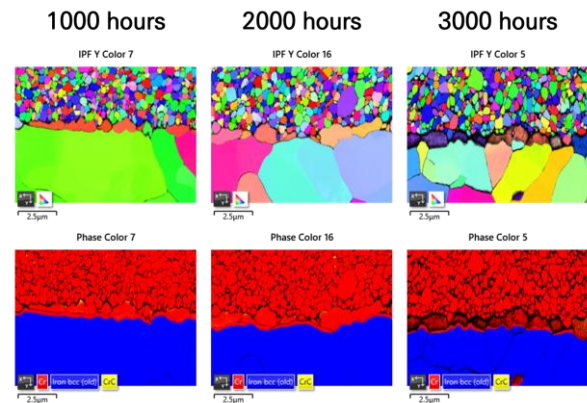 1000 hours 2000 hours 3000 hours
IPF Y Color 7 IPF Y Color 16 IPF Y Color 5
2.5μm 2.5μm 2.5μm
Phase Color 7 Phase Color 16 Phase Color 5
Cr Iron bcc (old) CrC Cr Iron bcc (old) CrC Cr Iron bcc (old) CrC
2.5μm 2.5μm 2.5μm